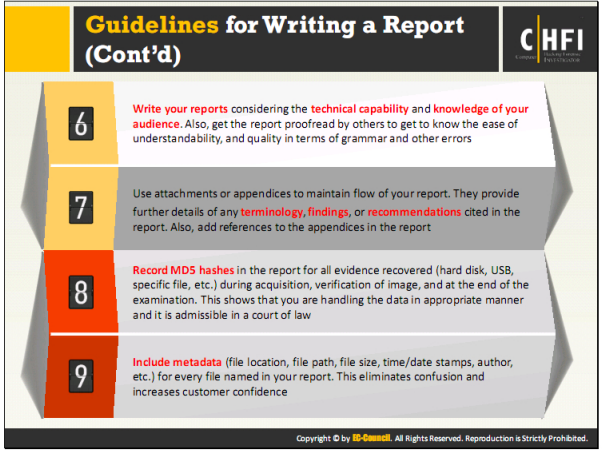 Guidelines for Writing a Report
(Cont'd)
CHFI
Computer
Hacking Forensic
INVESTIGATOR
6
Write your reports considering the technical capability and knowledge of your
audience. Also, get the report proofread by others to get to know the ease of
understandability, and quality in terms of grammar and other errors
7
Use attachments or appendices to maintain flow of your report. They provide
further details of any terminology, findings, or recommendations cited in the
report. Also, add references to the appendices in the report
8
Record MD5 hashes in the report for all evidence recovered (hard disk, USB,
specific file, etc.) during acquisition, verification of image, and at the end of the
examination. This shows that you are handling the data in appropriate manner
and it is admissible in a court of law
9
Include metadata (file location, file path, file size, time/date stamps, author,
etc.) for every file named in your report. This eliminates confusion and
increases customer confidence
Copyright © by EC-Council. All Rights Reserved. Reproduction is Strictly Prohibited.